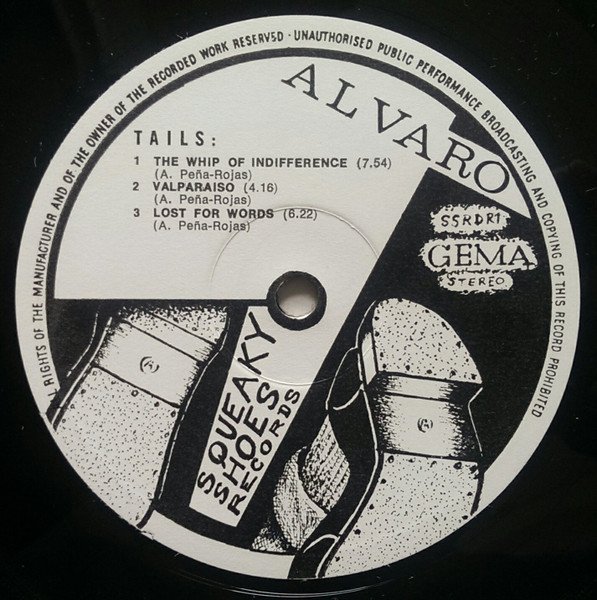 L RIGHTS OF THE MANUFACTURER AND OF THE OWNER OF THE RECORDED WORK RESERVED · UNAUTHORISED PUBLIC PERFORMANCE BROADCASTING AND COPYING OF THIS RECORD PROHIBITED
ALVARO
TAILS:
1 THE WHIP OF INDIFFERENCE (7.54)
(A. Peña-Rojas)
2 VALPARAISO (4.16)
(A. Peña-Rojas)
3 LOST FOR WORDS (6.22)
(A. Peña-Rojas)
SSRDR1
GEMA
STEREO
SQUEAKY
SHOES
RECORDS
(A)
(A)